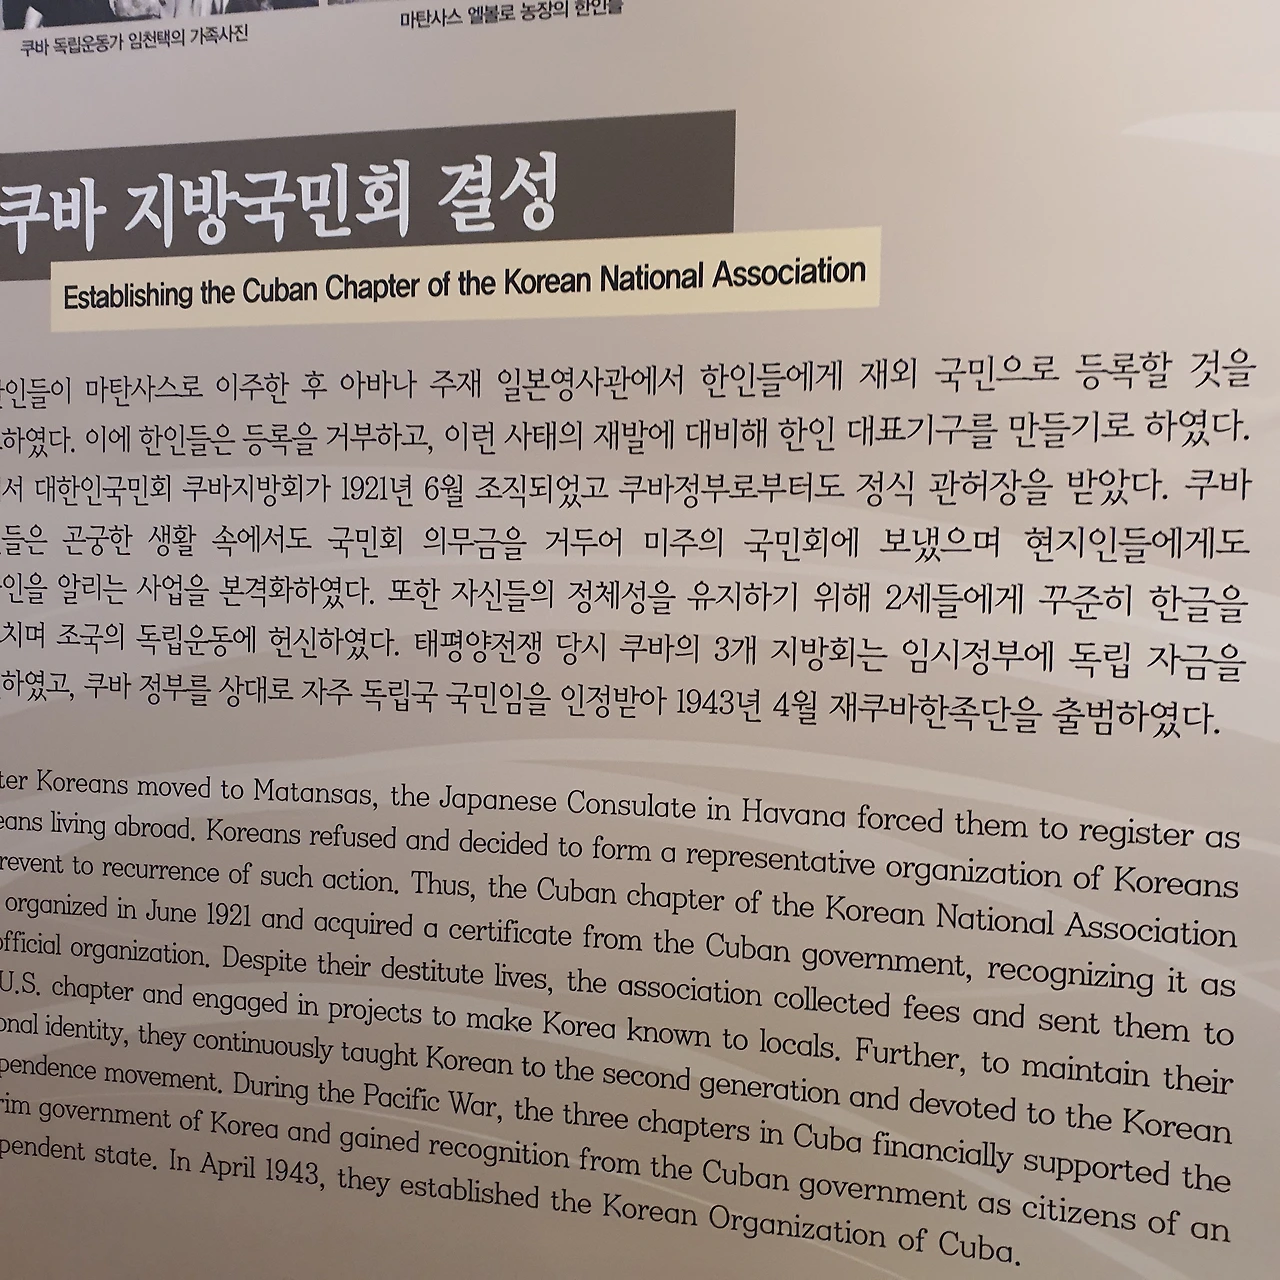 쿠바 독립운동가 임천택의 가족사진
마탄사스 엘볼로 농장의 한인들
쿠바 지방국민회 결성
Establishing the Cuban Chapter of the Korean National Association
마탄사스로 이주한 후 아바나 주재 일본영사관에서 한인들에게 재외 국민으로 등록할 것을
하였다. 이에 한인들은 등록을 거부하고, 이런 사태의 재발에 대비해 한인 대표기구를 만들기로 하였다.
서 대한인국민회 쿠바지방회가 1921년 6월 조직되었고 쿠바정부로부터도 정식 관허장을 받았다. 쿠바
들은 곤궁한 생활 속에서도 국민회 의무금을 거두어 미주의 국민회에 보냈으며 현지인들에게도
인을 알리는 사업을 본격화하였다. 또한 자신들의 정체성을 유지하기 위해 2세들에게 꾸준히 한글을
치며 조국의 독립운동에 헌신하였다. 태평양전쟁 당시 쿠바의 3개 지방회는 임시정부에 독립 자금을
하였고, 쿠바 정부를 상대로 자주 독립국 국민임을 인정받아 1943년 4월 재쿠바한족단을 출범하였다.
ter Koreans moved to Matansas, the Japanese Consulate in Havana forced them to register as
eans living abroad. Koreans refused and decided to form a representative organization of Koreans
revent to recurrence of such action. Thus, the Cuban chapter of the Korean National Association
organized in June 1921 and acquired a certificate from the Cuban government, recognizing it as
official organization. Despite their destitute lives, the association collected fees and sent them to
U.S. chapter and engaged in projects to make Korea known to locals. Further, to maintain their
onal identity, they continuously taught Korean to the second generation and devoted to the Korean
pendence movement. During the Pacific War, the three chapters in Cuba financially supported the
rim government of Korea and gained recognition from the Cuban government as citizens of an
pendent state. In April 1943, they established the Korean Organization of Cuba.